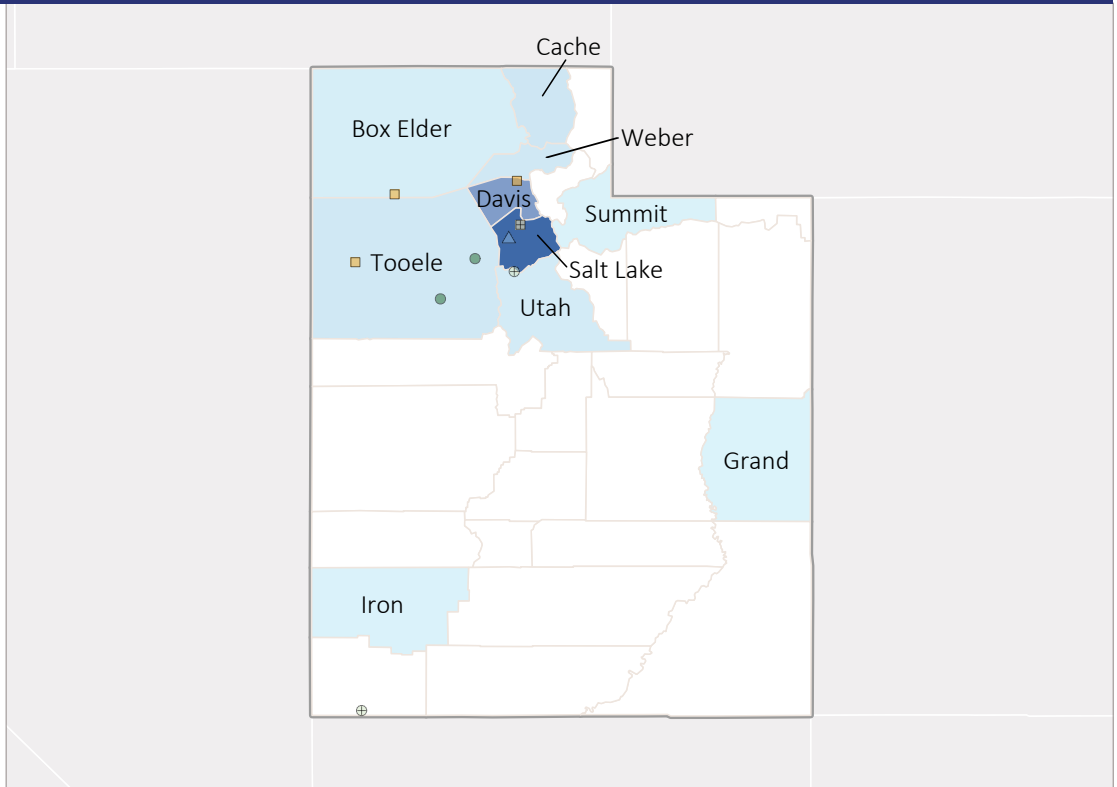 Cache
Box Elder
Weber
Davis
Summit
Tooele
Salt Lake
Utah
Grand
Iron